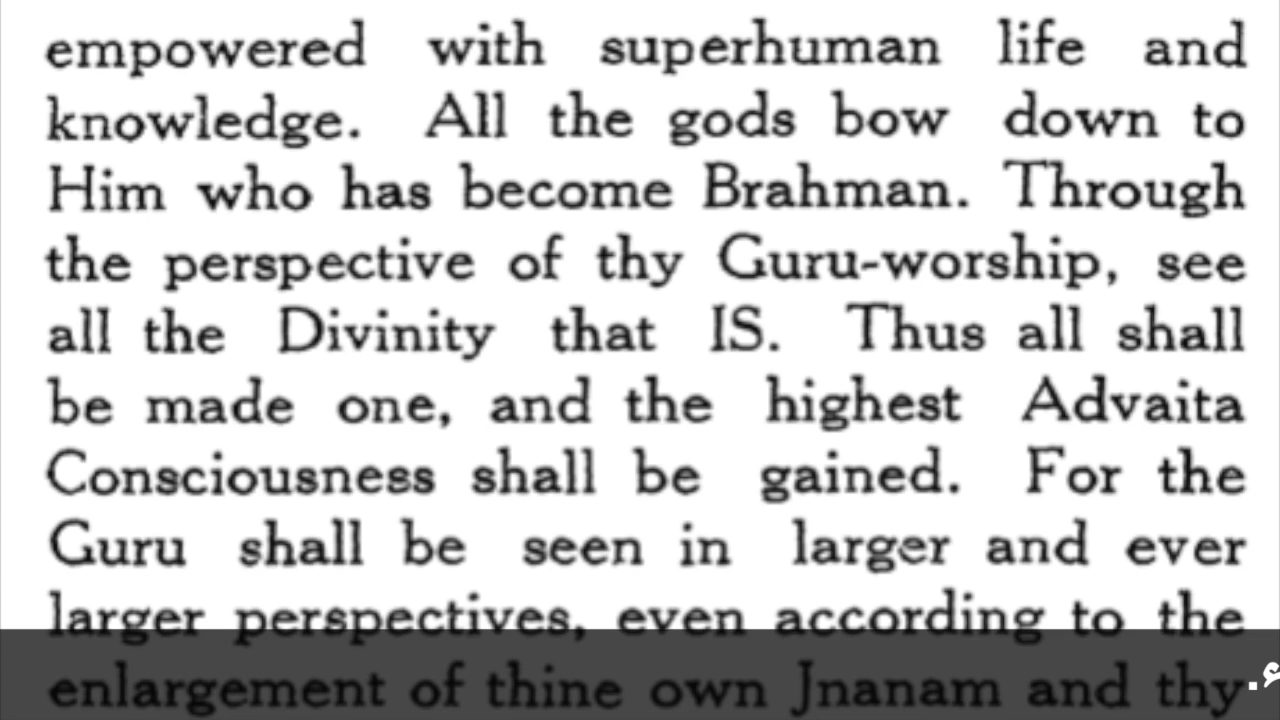 empowered with superhuman life and
knowledge. All the gods bow down to
Him who has become Brahman. Through
the perspective of thy Guru-worship, see
all the Divinity that IS. Thus all shall
be made one, and the highest Advaita
Consciousness shall be gained. For the
Guru shall be seen in larger and ever
larger perspectives, even according to the
enlargement of thine own Jnanam and thy